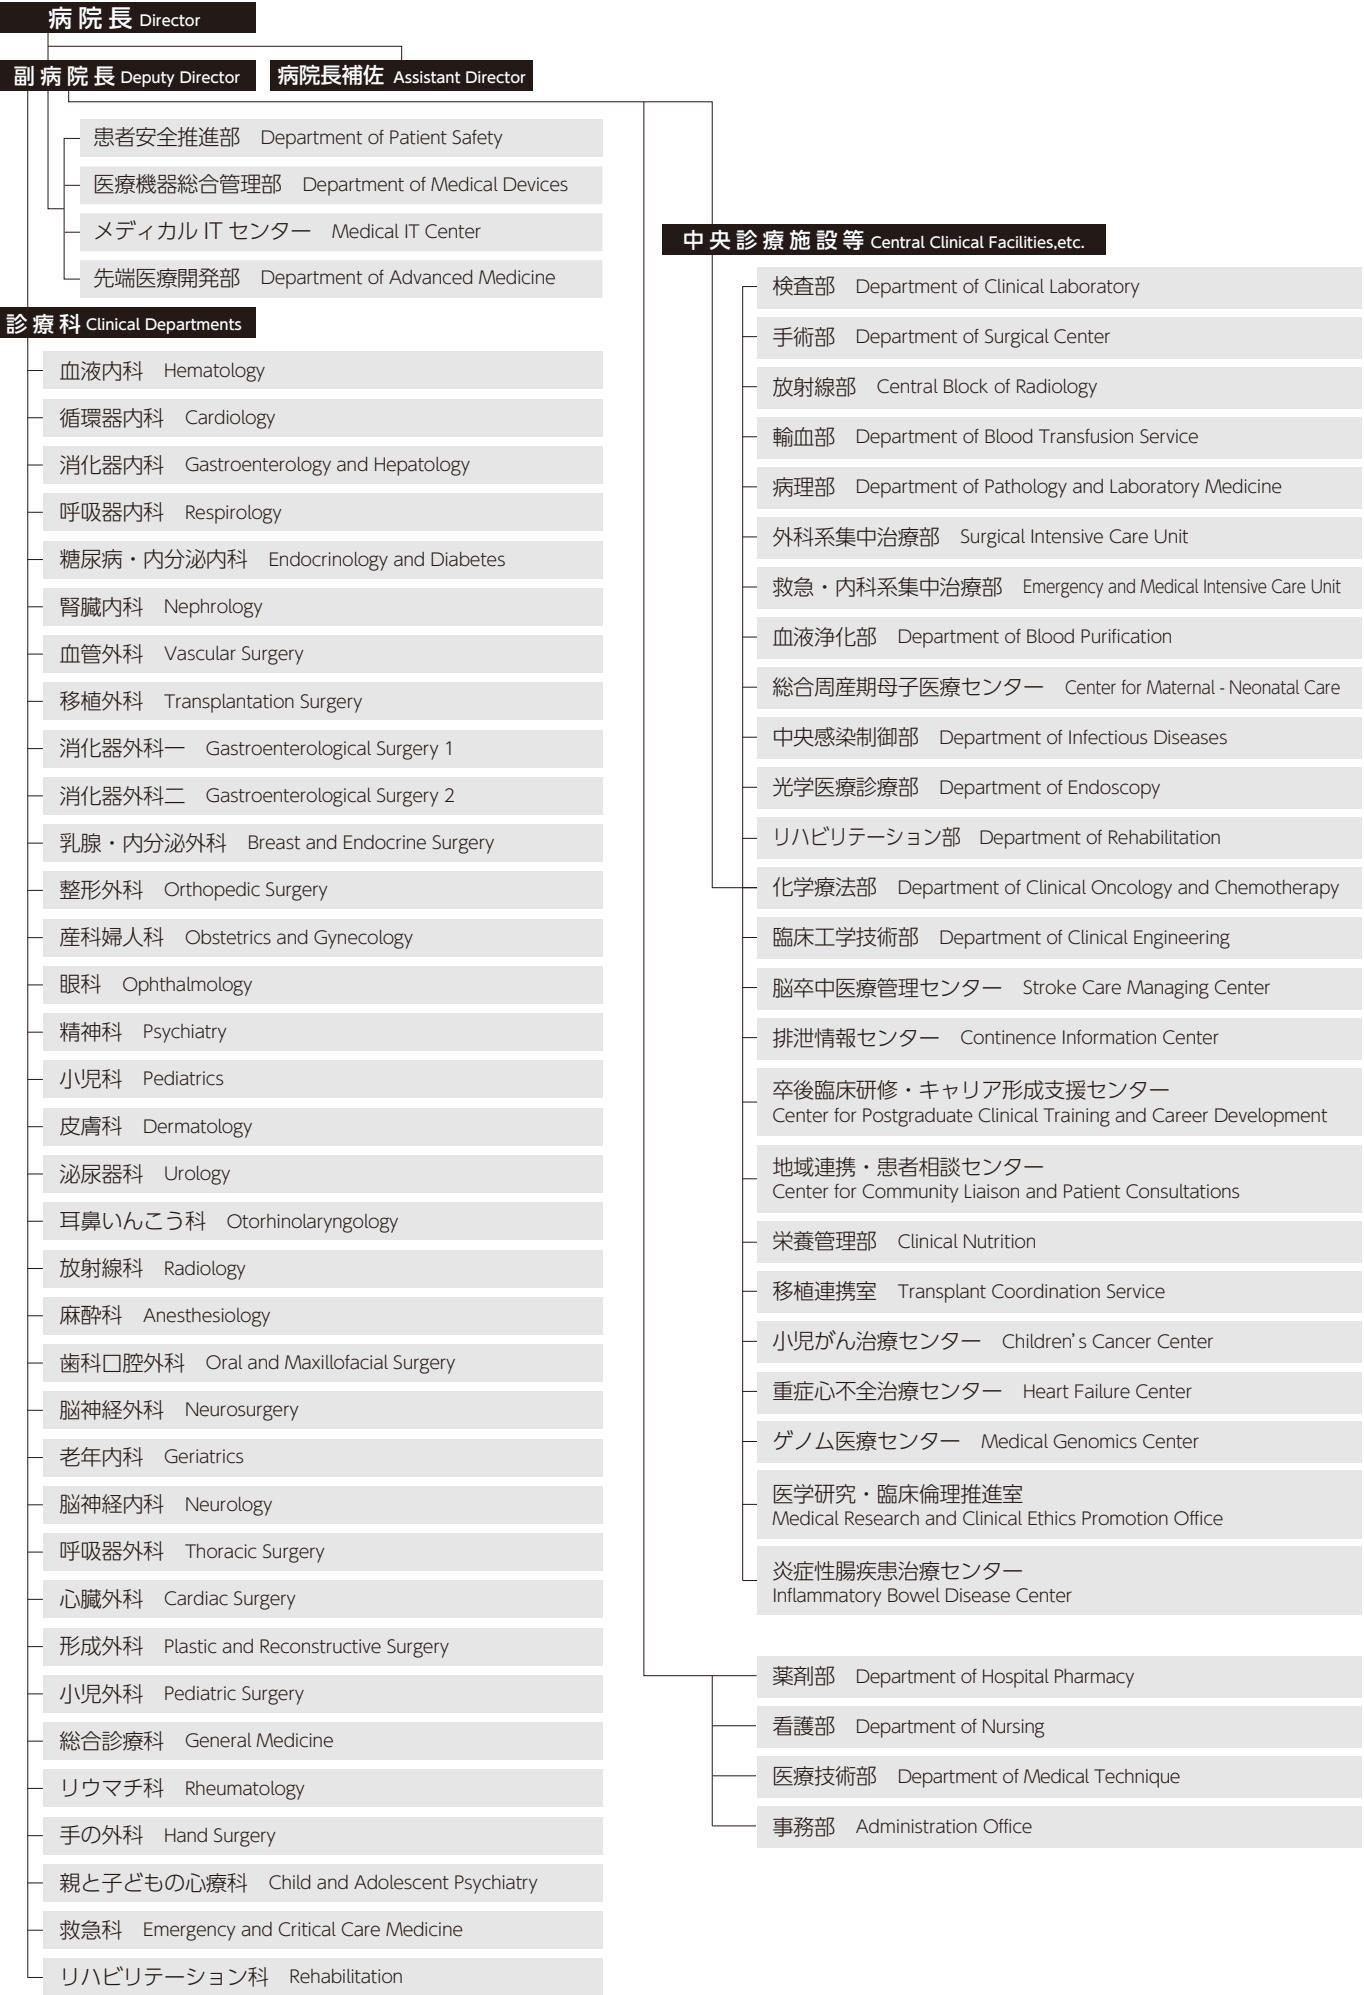 病院長 Director
副病院長 Deputy Director
病院長補佐 Assistant Director
患者安全推進部 Department of Patient Safety
医療機器総合管理部 Department of Medical Devices
メディカル IT センター Medical IT Center
先端医療開発部 Department of Advanced Medicine
診療科 Clinical Departments
血液内科 Hematology
循環器内科 Cardiology
消化器内科 Gastroenterology and Hepatology
呼吸器内科 Respirology
糖尿病・内分泌内科 Endocrinology and Diabetes
腎臓内科 Nephrology
血管外科 Vascular Surgery
移植外科 Transplantation Surgery
消化器外科一 Gastroenterological Surgery 1
消化器外科二 Gastroenterological Surgery 2
乳腺・内分泌外科 Breast and Endocrine Surgery
整形外科 Orthopedic Surgery
産科婦人科 Obstetrics and Gynecology
眼科 Ophthalmology
精神科 Psychiatry
小児科 Pediatrics
皮膚科 Dermatology
泌尿器科 Urology
耳鼻いんこう科 Otorhinolaryngology
放射線科 Radiology
麻酔科 Anesthesiology
歯科口腔外科 Oral and Maxillofacial Surgery
脳神経外科 Neurosurgery
老年内科 Geriatrics
脳神経内科 Neurology
呼吸器外科 Thoracic Surgery
心臓外科 Cardiac Surgery
形成外科 Plastic and Reconstructive Surgery
小児外科 Pediatric Surgery
総合診療科 General Medicine
リウマチ科 Rheumatology
手の外科 Hand Surgery
親と子どもの心療科 Child and Adolescent Psychiatry
救急科 Emergency and Critical Care Medicine
リハビリテーション科 Rehabilitation
中央診療施設等 Central Clinical Facilities,etc.
検査部 Department of Clinical Laboratory
手術部 Department of Surgical Center
放射線部 Central Block of Radiology
輸血部 Department of Blood Transfusion Service
病理部 Department of Pathology and Laboratory Medicine
外科系集中治療部 Surgical Intensive Care Unit
救急・内科系集中治療部 Emergency and Medical Intensive Care Unit
血液浄化部 Department of Blood Purification
総合周産期母子医療センター Center for Maternal - Neonatal Care
中央感染制御部 Department of Infectious Diseases
光学医療診療部 Department of Endoscopy
リハビリテーション部 Department of Rehabilitation
化学療法部 Department of Clinical Oncology and Chemotherapy
臨床工学技術部 Department of Clinical Engineering
脳卒中医療管理センター Stroke Care Managing Center
排泄情報センター Continence Information Center
卒後臨床研修・キャリア形成支援センター
Center for Postgraduate Clinical Training and Career Development
地域連携・患者相談センター
Center for Community Liaison and Patient Consultations
栄養管理部 Clinical Nutrition
移植連携室 Transplant Coordination Service
小児がん治療センター Children’s Cancer Center
重症心不全治療センター Heart Failure Center
ゲノム医療センター Medical Genomics Center
医学研究・臨床倫理推進室
Medical Research and Clinical Ethics Promotion Office
炎症性腸疾患治療センター
Inflammatory Bowel Disease Center
薬剤部 Department of Hospital Pharmacy
看護部 Department of Nursing
医療技術部 Department of Medical Technique
事務部 Administration Office